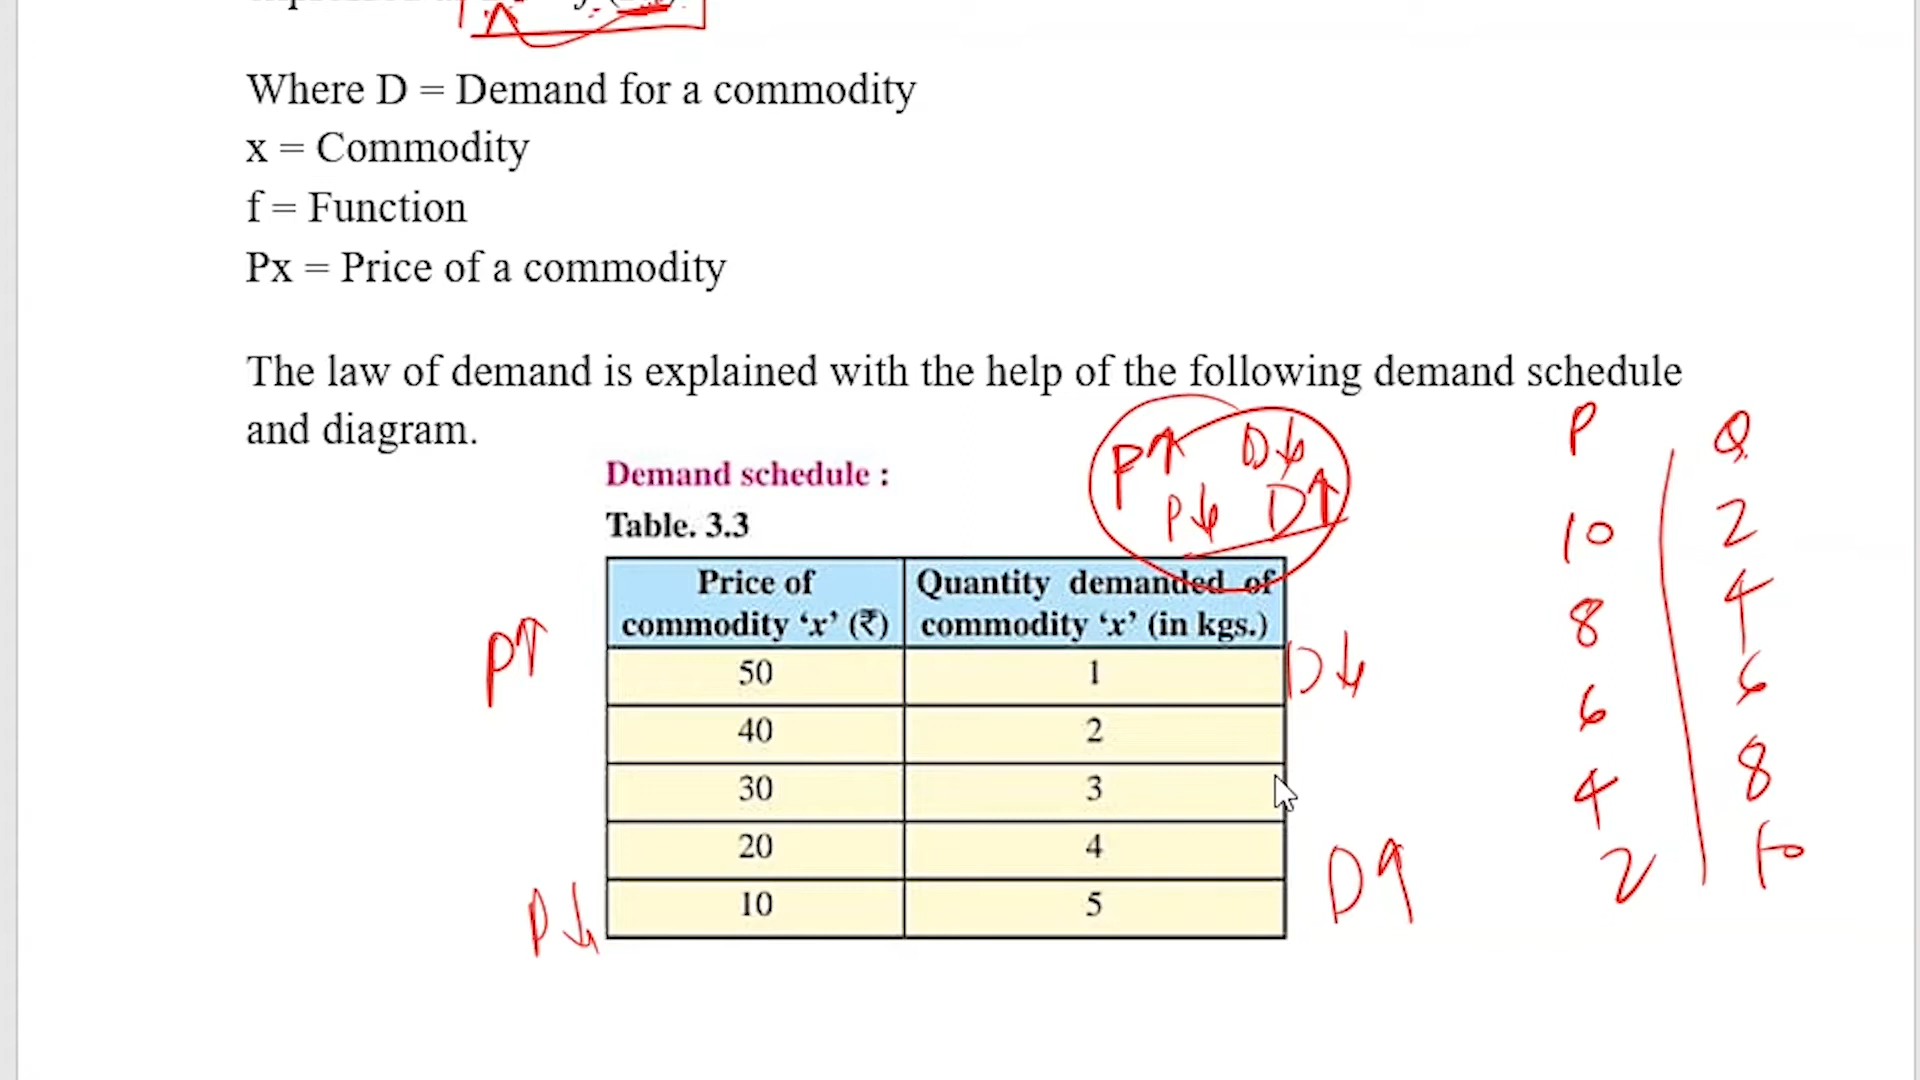 Where D = Demand for a commodity
x = Commodity
f = Function
Px = Price of a commodity
The law of demand is explained with the help of the following demand schedule
and diagram.
Demand schedule :
Table. 3.3
P↑ D↓
P↓ D↑
Price of commodity ‘x’ (₹) Quantity demanded of commodity ‘x’ (in kgs.)
P↑ 50 1 D↓
40 2
30 3
20 4
P↓ 10 5 D↑
P Q
10 2
8 4
6 6
4 8
2 10